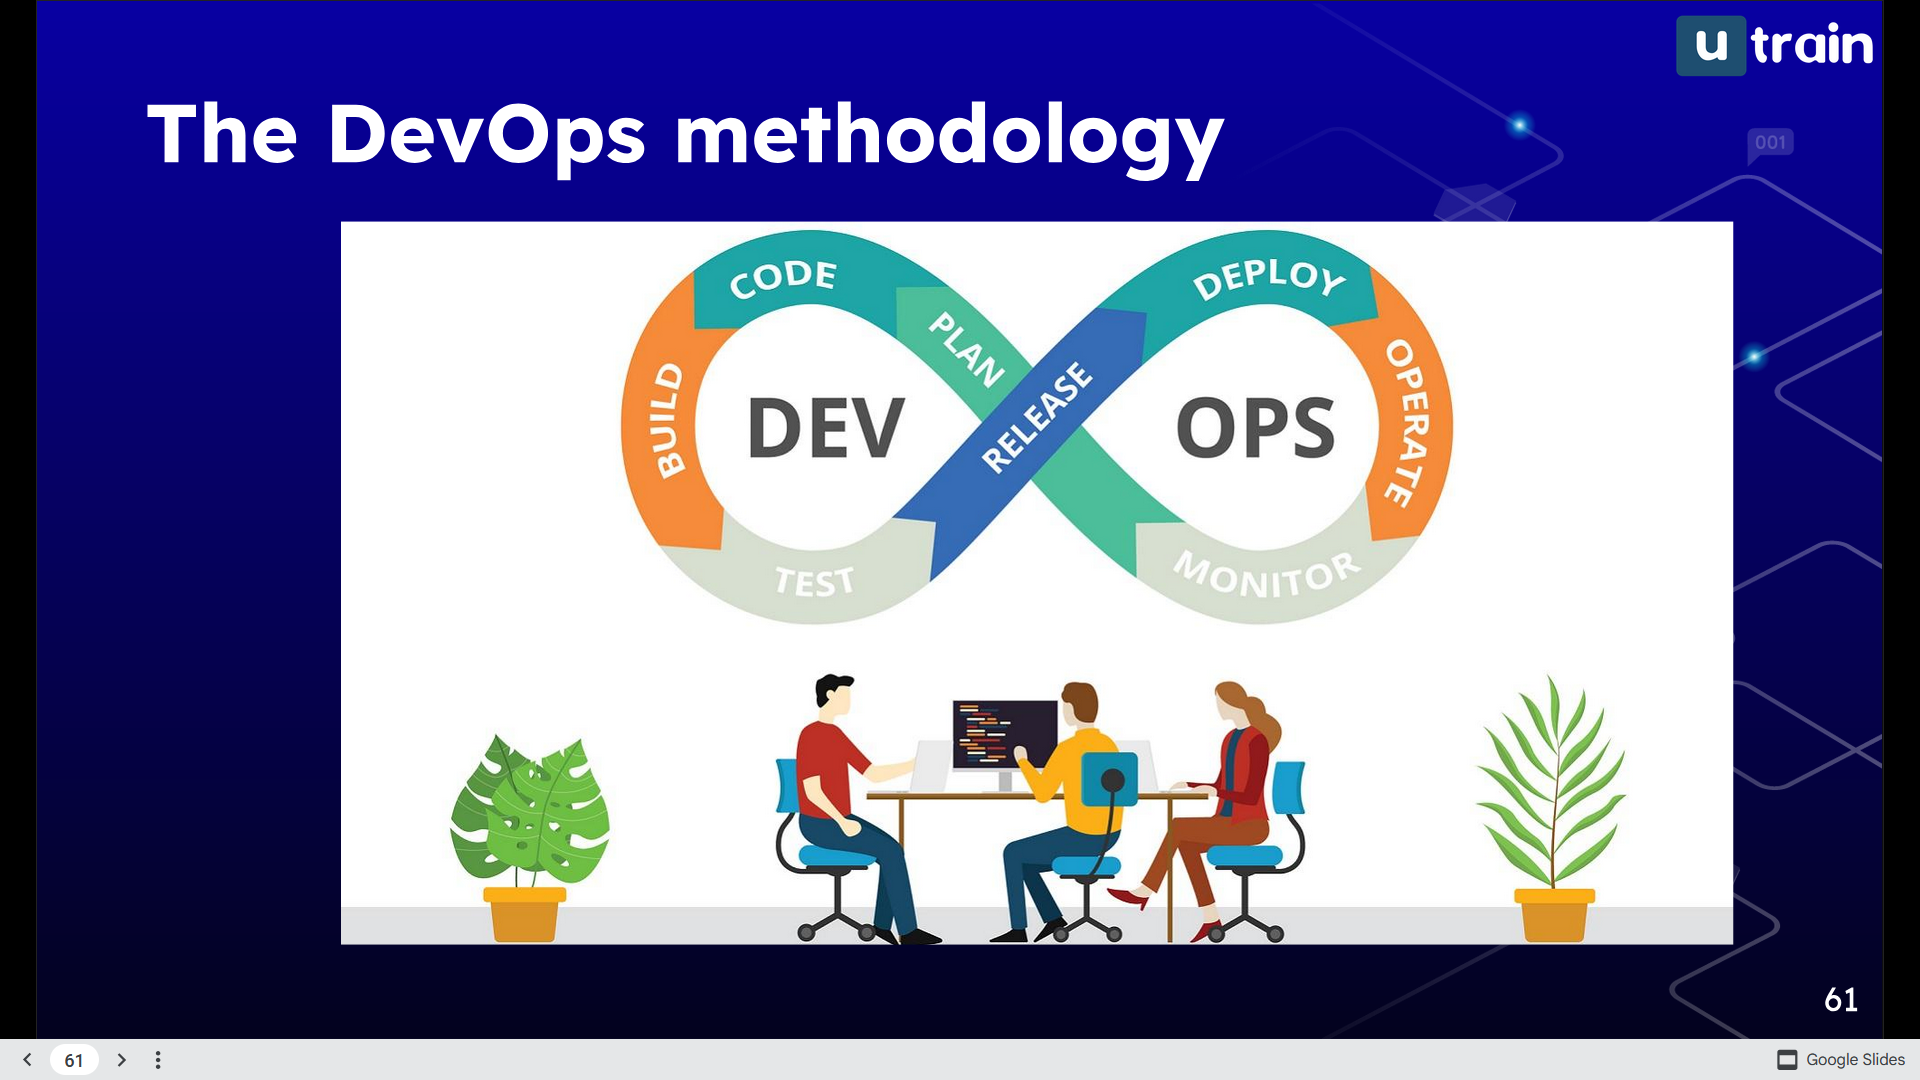 u train
The DevOps methodology
001
CODE
PLAN
BUILD
DEV
TEST
RELEASE
DEPLOY
OPS
OPERATE
MONITOR
61
61
Google Slides